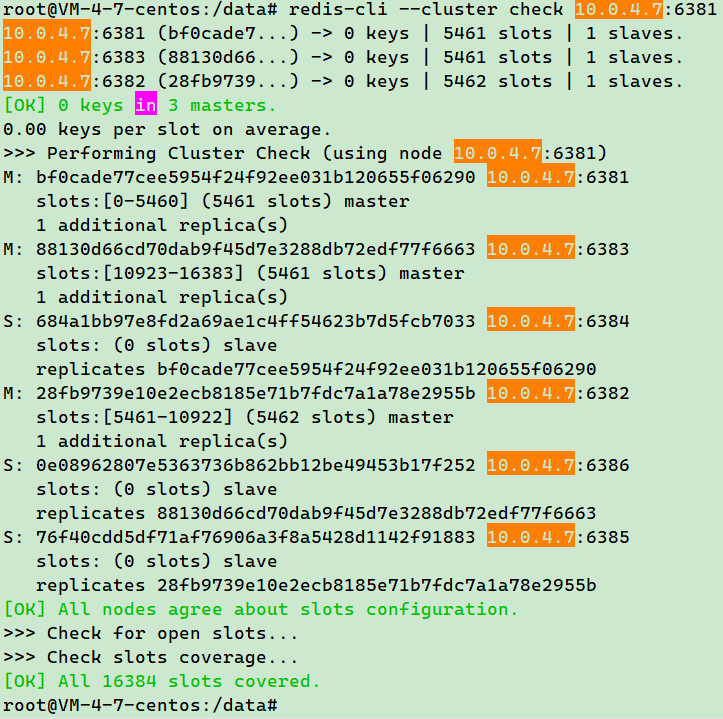 root@VM-4-7-centos:/data# redis-cli --cluster check 10.0.4.7:6381
10.0.4.7:6381 (bf0cade7...) -> 0 keys | 5461 slots | 1 slaves.
10.0.4.7:6383 (88130d66...) -> 0 keys | 5461 slots | 1 slaves.
10.0.4.7:6382 (28fb9739...) -> 0 keys | 5462 slots | 1 slaves.
[OK] 0 keys in 3 masters.
0.00 keys per slot on average.
>>> Performing Cluster Check (using node 10.0.4.7:6381)
M: bf0cade77cee5954f24f92ee031b120655f06290 10.0.4.7:6381
   slots:[0-5460] (5461 slots) master
   1 additional replica(s)
M: 88130d66cd70dab9f45d7e3288db72edf77f6663 10.0.4.7:6383
   slots:[10923-16383] (5461 slots) master
   1 additional replica(s)
S: 684a1bb97e8fd2a69ae1c4ff54623b7d5fcb7033 10.0.4.7:6384
   slots: (0 slots) slave
   replicates bf0cade77cee5954f24f92ee031b120655f06290
M: 28fb9739e10e2ecb8185e71b7fdc7a1a78e2955b 10.0.4.7:6382
   slots:[5461-10922] (5462 slots) master
   1 additional replica(s)
S: 0e08962807e5363736b862bb12be49453b17f252 10.0.4.7:6386
   slots: (0 slots) slave
   replicates 88130d66cd70dab9f45d7e3288db72edf77f6663
S: 76f40cdd5df71af76906a3f8a5428d1142f91883 10.0.4.7:6385
   slots: (0 slots) slave
   replicates 28fb9739e10e2ecb8185e71b7fdc7a1a78e2955b
[OK] All nodes agree about slots configuration.
>>> Check for open slots...
>>> Check slots coverage...
[OK] All 16384 slots covered.
root@VM-4-7-centos:/data#